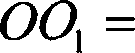 OO₁ =